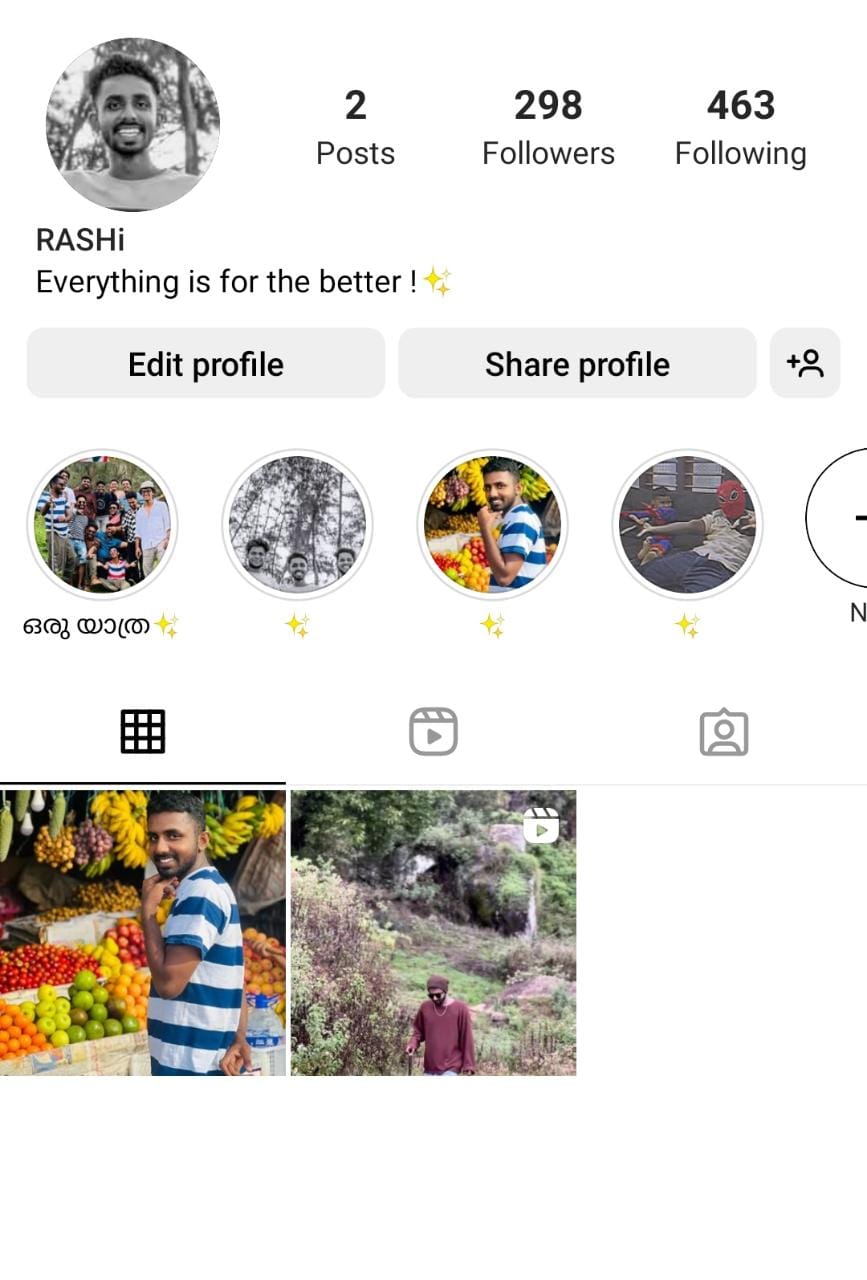 2 298 463
Posts Followers Following
RASHi
Everything is for the better !✨
Edit profile Share profile
ഒരു യാത്ര✨ ✨ ✨ ✨